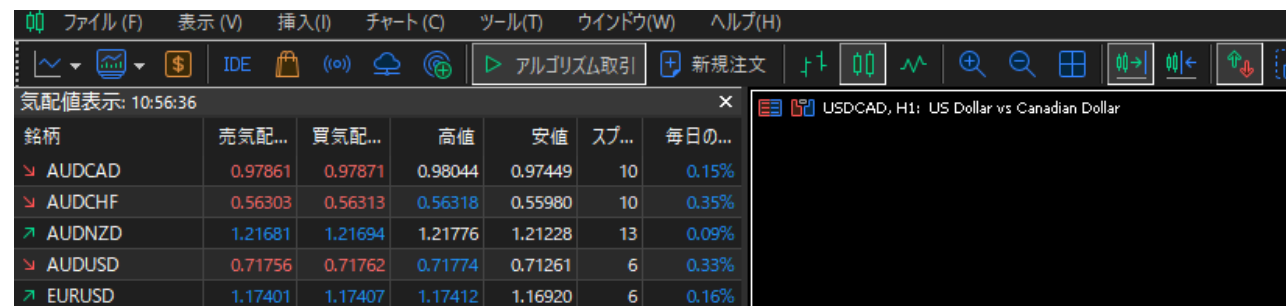 ファイル (F) 表示 (V) 挿入(I) チャート (C) ツール(T) ウインドウ(W) ヘルプ(H)
$ IDE アルゴリズム取引 新規注文
気配値表示: 10:56:36 ×
USDCAD, H1: US Dollar vs Canadian Dollar
銘柄 売気配... 買気配... 高値 安値 スプ... 毎日の...
AUDCAD 0.97861 0.97871 0.98044 0.97449 10 0.15%
AUDCHF 0.56303 0.56313 0.56318 0.55980 10 0.35%
AUDNZD 1.21681 1.21694 1.21776 1.21228 13 0.09%
AUDUSD 0.71756 0.71762 0.71774 0.71261 6 0.33%
EURUSD 1.17401 1.17407 1.17412 1.16920 6 0.16%